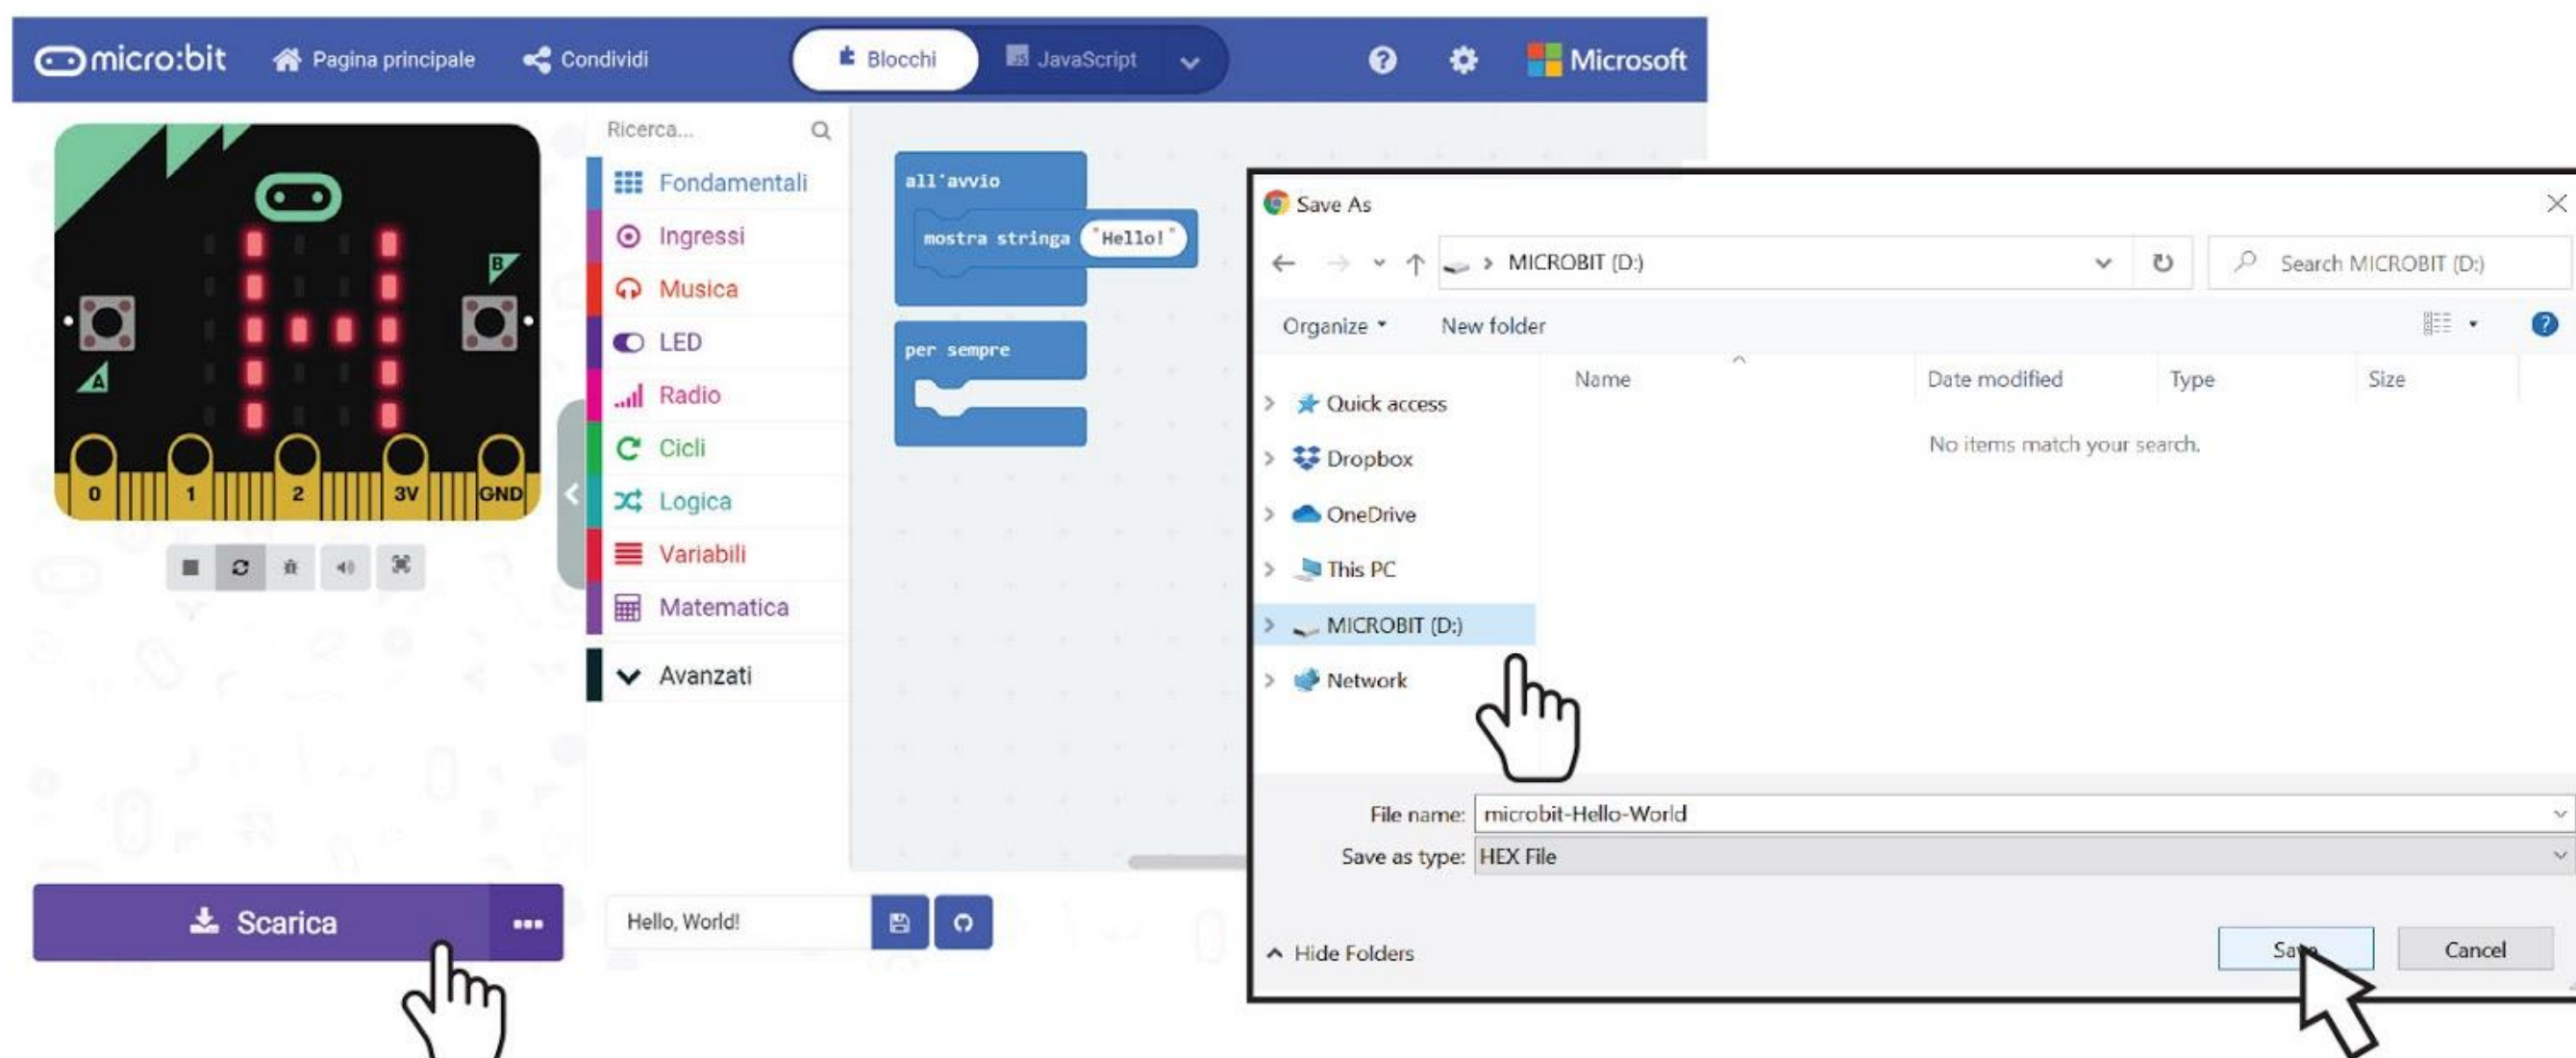 micro:bit
Pagina principale
Condividi
Blocchi
JavaScript
Microsoft
B
A
0 1 2 3V GND
Scarica
Ricerca...
Fondamentali
Ingressi
Musica
LED
Radio
Cicli
Logica
Variabili
Matematica
Avanzati
Hello, World!
all'avvio
mostra stringa "Hello!"
per sempre
Save As
MICROBIT (D:)
Search MICROBIT (D:)
Organize
New folder
Name
Date modified
Type
Size
No items match your search.
Quick access
Dropbox
OneDrive
This PC
MICROBIT (D:)
Network
File name: microbit-Hello-World
Save as type: HEX File
Hide Folders
Save
Cancel